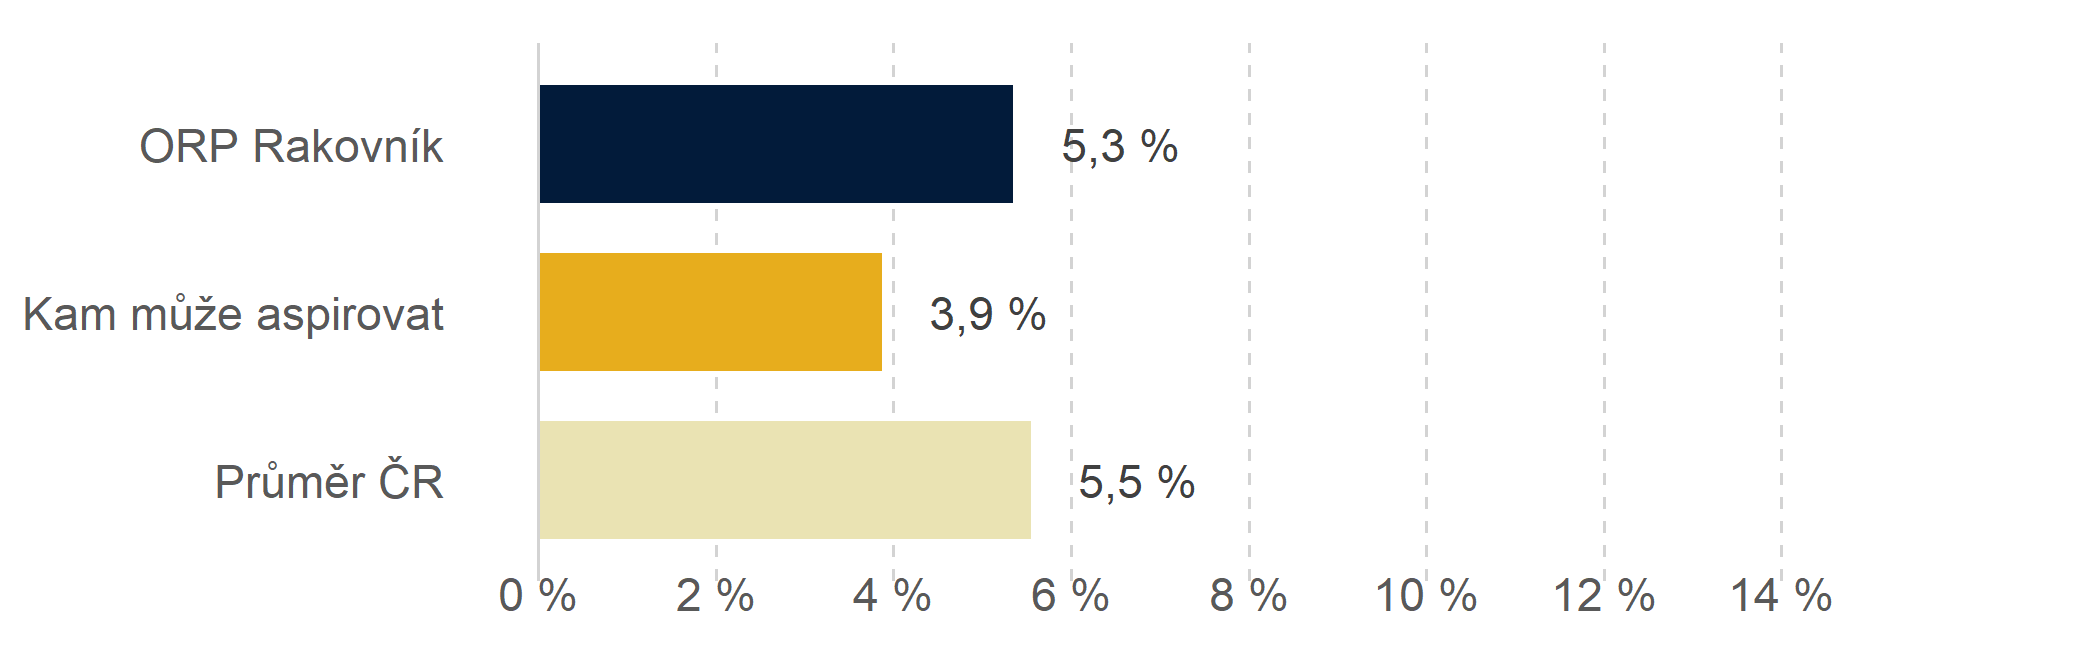 ORP Rakovník
5,3 %
Kam může aspirovat
3,9 %
Průměr ČR
5,5 %
0 % 2 % 4 % 6 % 8 % 10 % 12 % 14 %